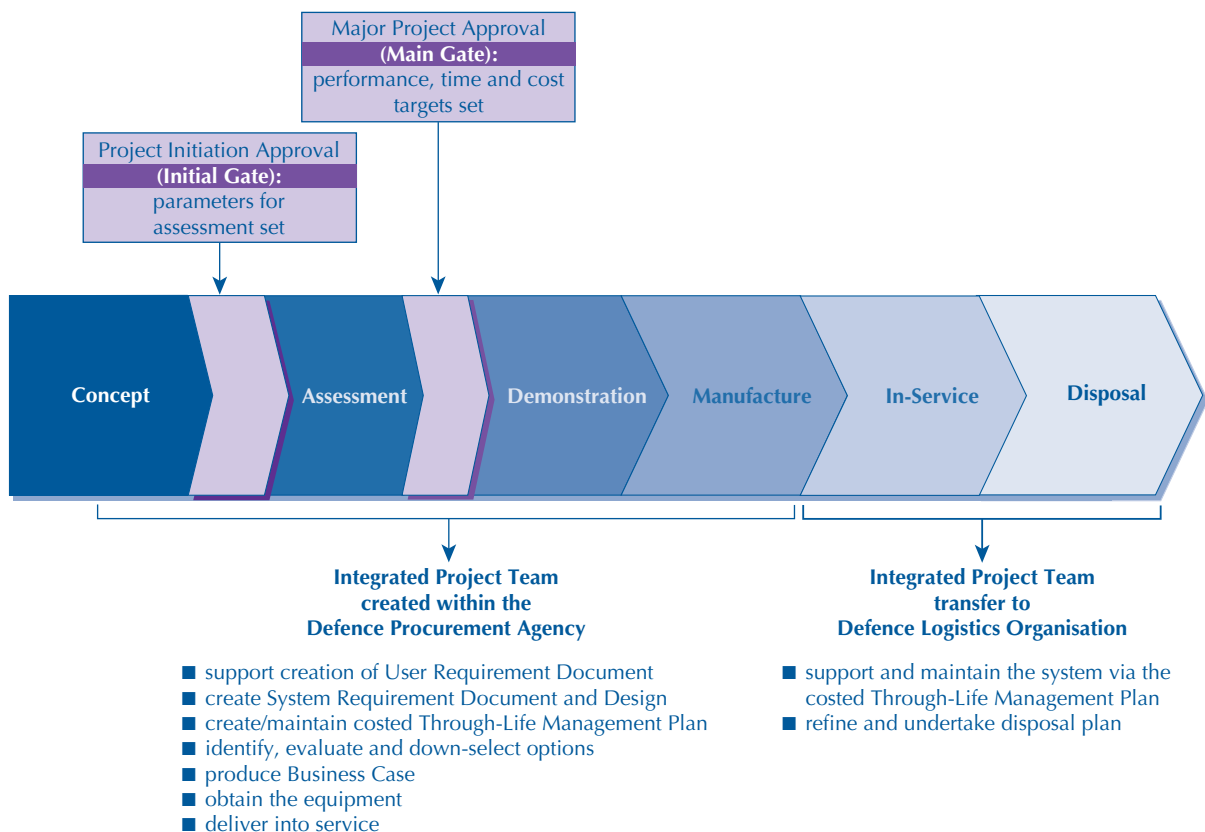 Major Project Approval
(Main Gate):
performance, time and cost
targets set
Project Initiation Approval
(Initial Gate):
parameters for
assessment set
Concept
Assessment
Demonstration
Manufacture
In-Service
Disposal
Integrated Project Team
created within the
Defence Procurement Agency
■ support creation of User Requirement Document
■ create System Requirement Document and Design
■ create/maintain costed Through-Life Management Plan
■ identify, evaluate and down-select options
■ produce Business Case
■ obtain the equipment
■ deliver into service
Integrated Project Team
transfer to
Defence Logistics Organisation
■ support and maintain the system via the
costed Through-Life Management Plan
■ refine and undertake disposal plan